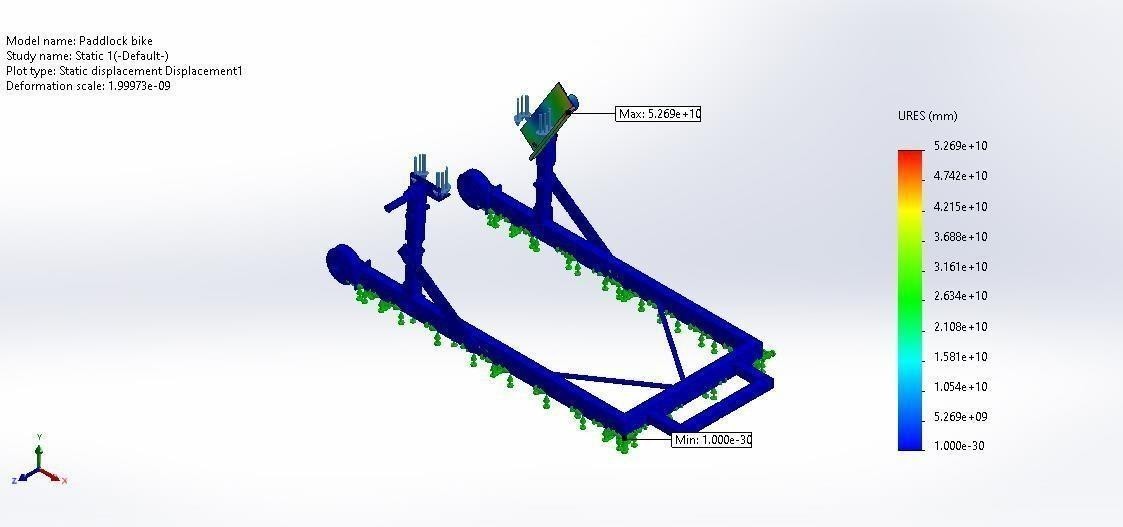 Model name: Paddlock bike
Study name: Static 1(-Default-)
Plot type: Static displacement Displacement1
Deformation scale: 1.99973e-09
Max: 5.269e+10
URES (mm)
5.269e+10
4.742e+10
4.215e+10
3.688e+10
3.161e+10
2.634e+10
2.108e+10
1.581e+10
1.054e+10
5.269e+09
1.000e-30
Min: 1.000e-30
Y
Z
X